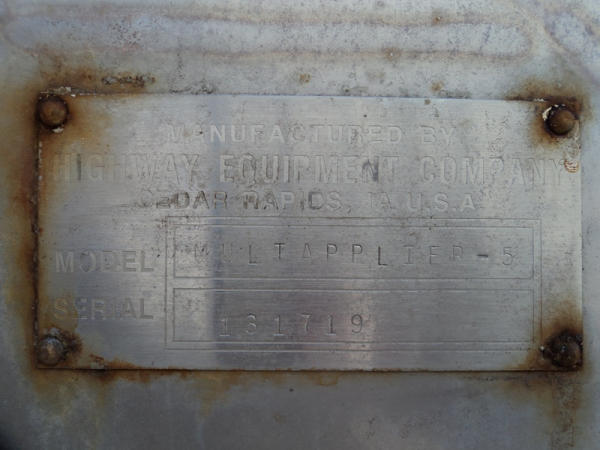 MANUFACTURED BY
HIGHWAY EQUIPMENT COMPANY
CEDAR RAPIDS, IA. U.S.A.
MODEL MULTAPPLIER-5
SERIAL 131719